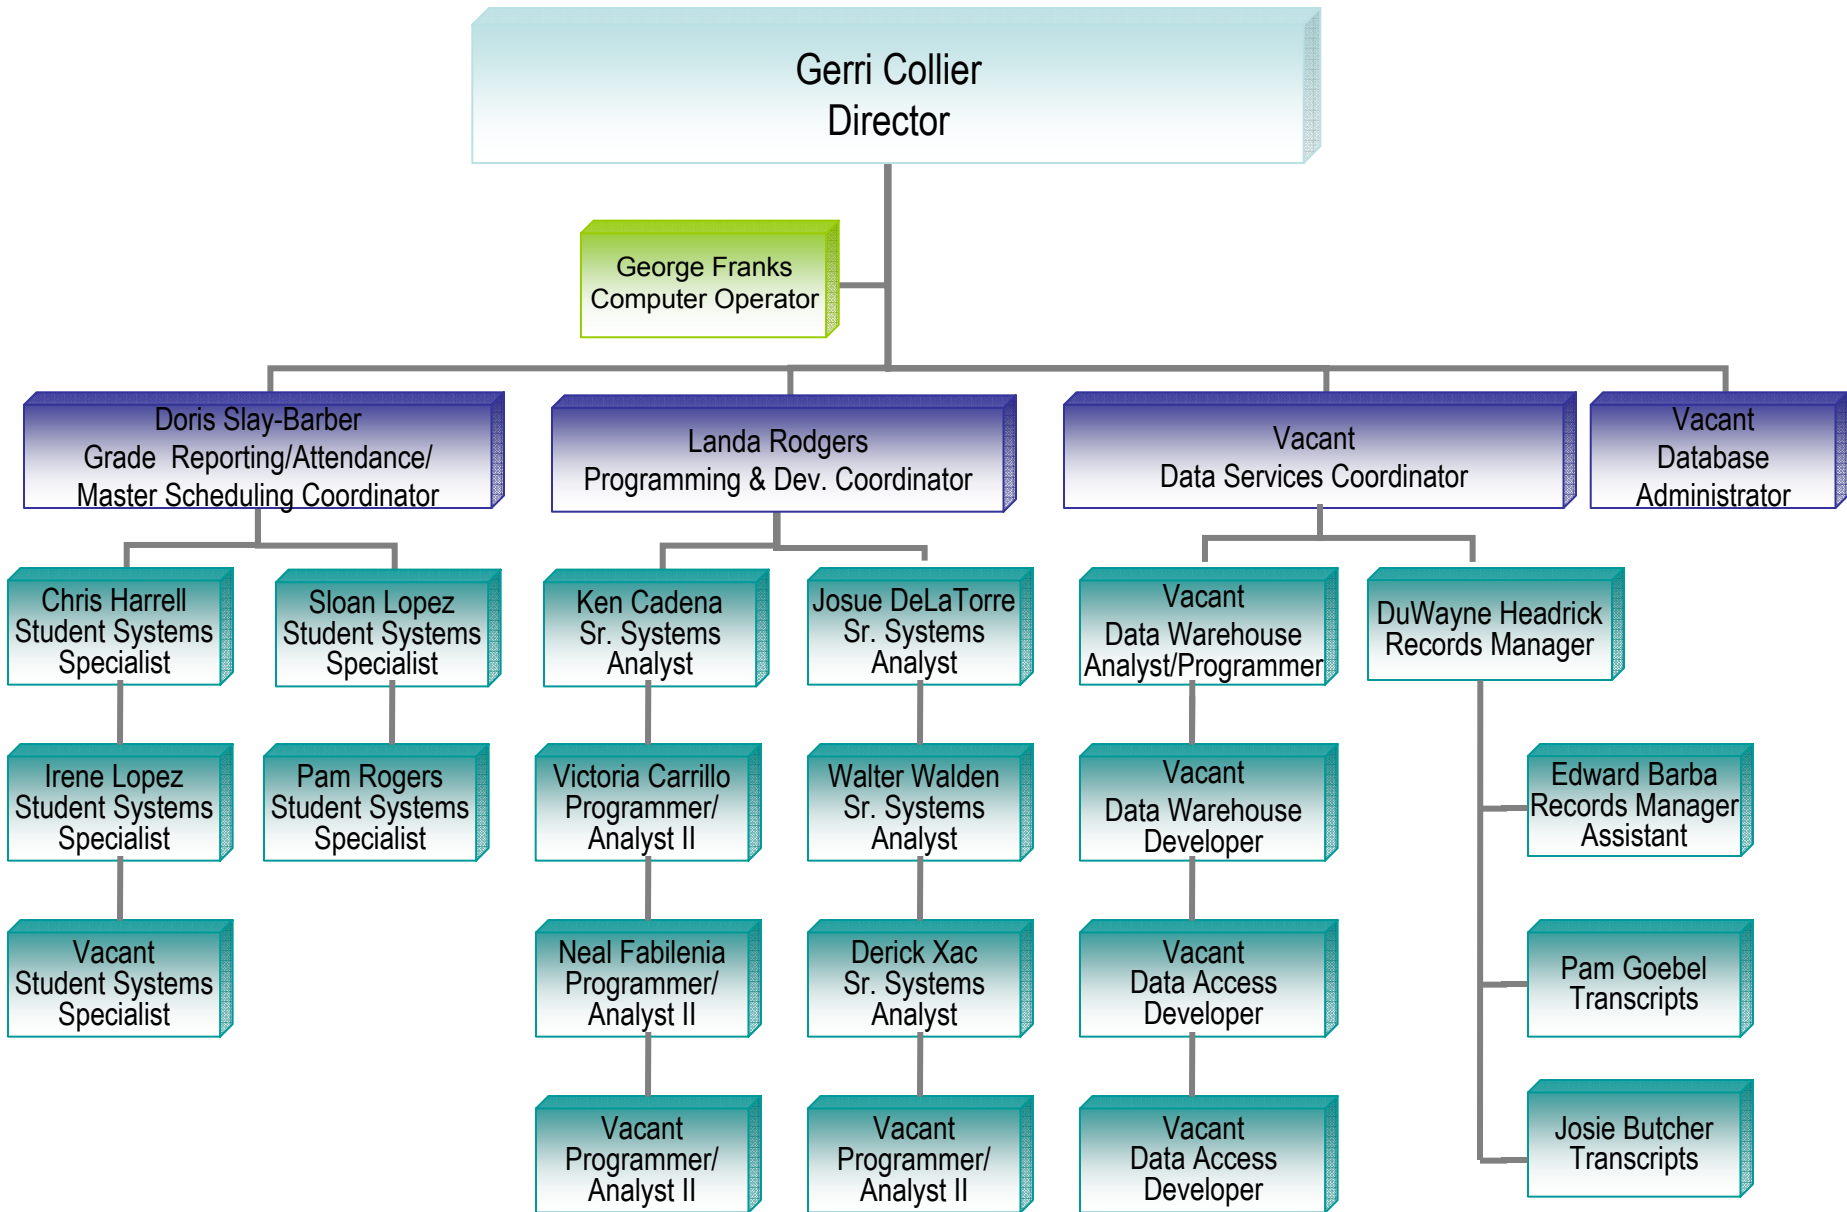 Gerri Collier
Director
George Franks
Computer Operator
Doris Slay-Barber
Grade Reporting/Attendance/
Master Scheduling Coordinator
Landa Rodgers
Programming & Dev. Coordinator
Vacant
Data Services Coordinator
Vacant
Database
Administrator
Chris Harrell
Student Systems
Specialist
Sloan Lopez
Student Systems
Specialist
Ken Cadena
Sr. Systems
Analyst
Josue DeLaTorre
Sr. Systems
Analyst
Vacant
Data Warehouse
Analyst/Programmer
DuWayne Headrick
Records Manager
Irene Lopez
Student Systems
Specialist
Pam Rogers
Student Systems
Specialist
Victoria Carrillo
Programmer/
Analyst II
Walter Walden
Sr. Systems
Analyst
Vacant
Data Warehouse
Developer
Edward Barba
Records Manager
Assistant
Vacant
Student Systems
Specialist
Neal Fabilenia
Programmer/
Analyst II
Derick Xac
Sr. Systems
Analyst
Vacant
Data Access
Developer
Pam Goebel
Transcripts
Vacant
Programmer/
Analyst II
Vacant
Programmer/
Analyst II
Vacant
Data Access
Developer
Josie Butcher
Transcripts